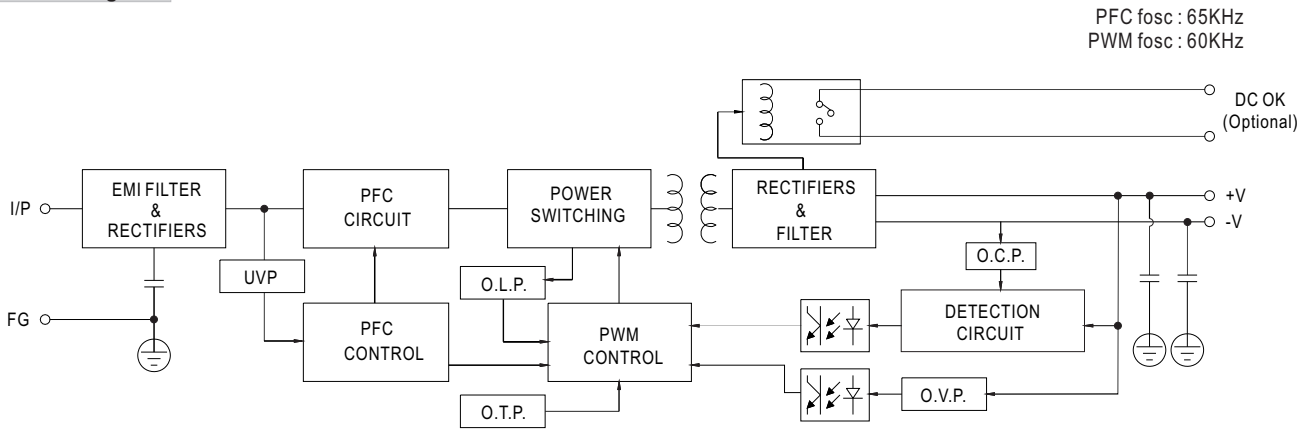 PFC fosc : 65KHz
PWM fosc : 60KHz
DC OK
(Optional)
I/P
EMI FILTER
&
RECTIFIERS
PFC
CIRCUIT
POWER
SWITCHING
RECTIFIERS
&
FILTER
+V
-V
UVP
O.L.P.
O.C.P.
FG
PFC
CONTROL
PWM
CONTROL
DETECTION
CIRCUIT
O.T.P.
O.V.P.